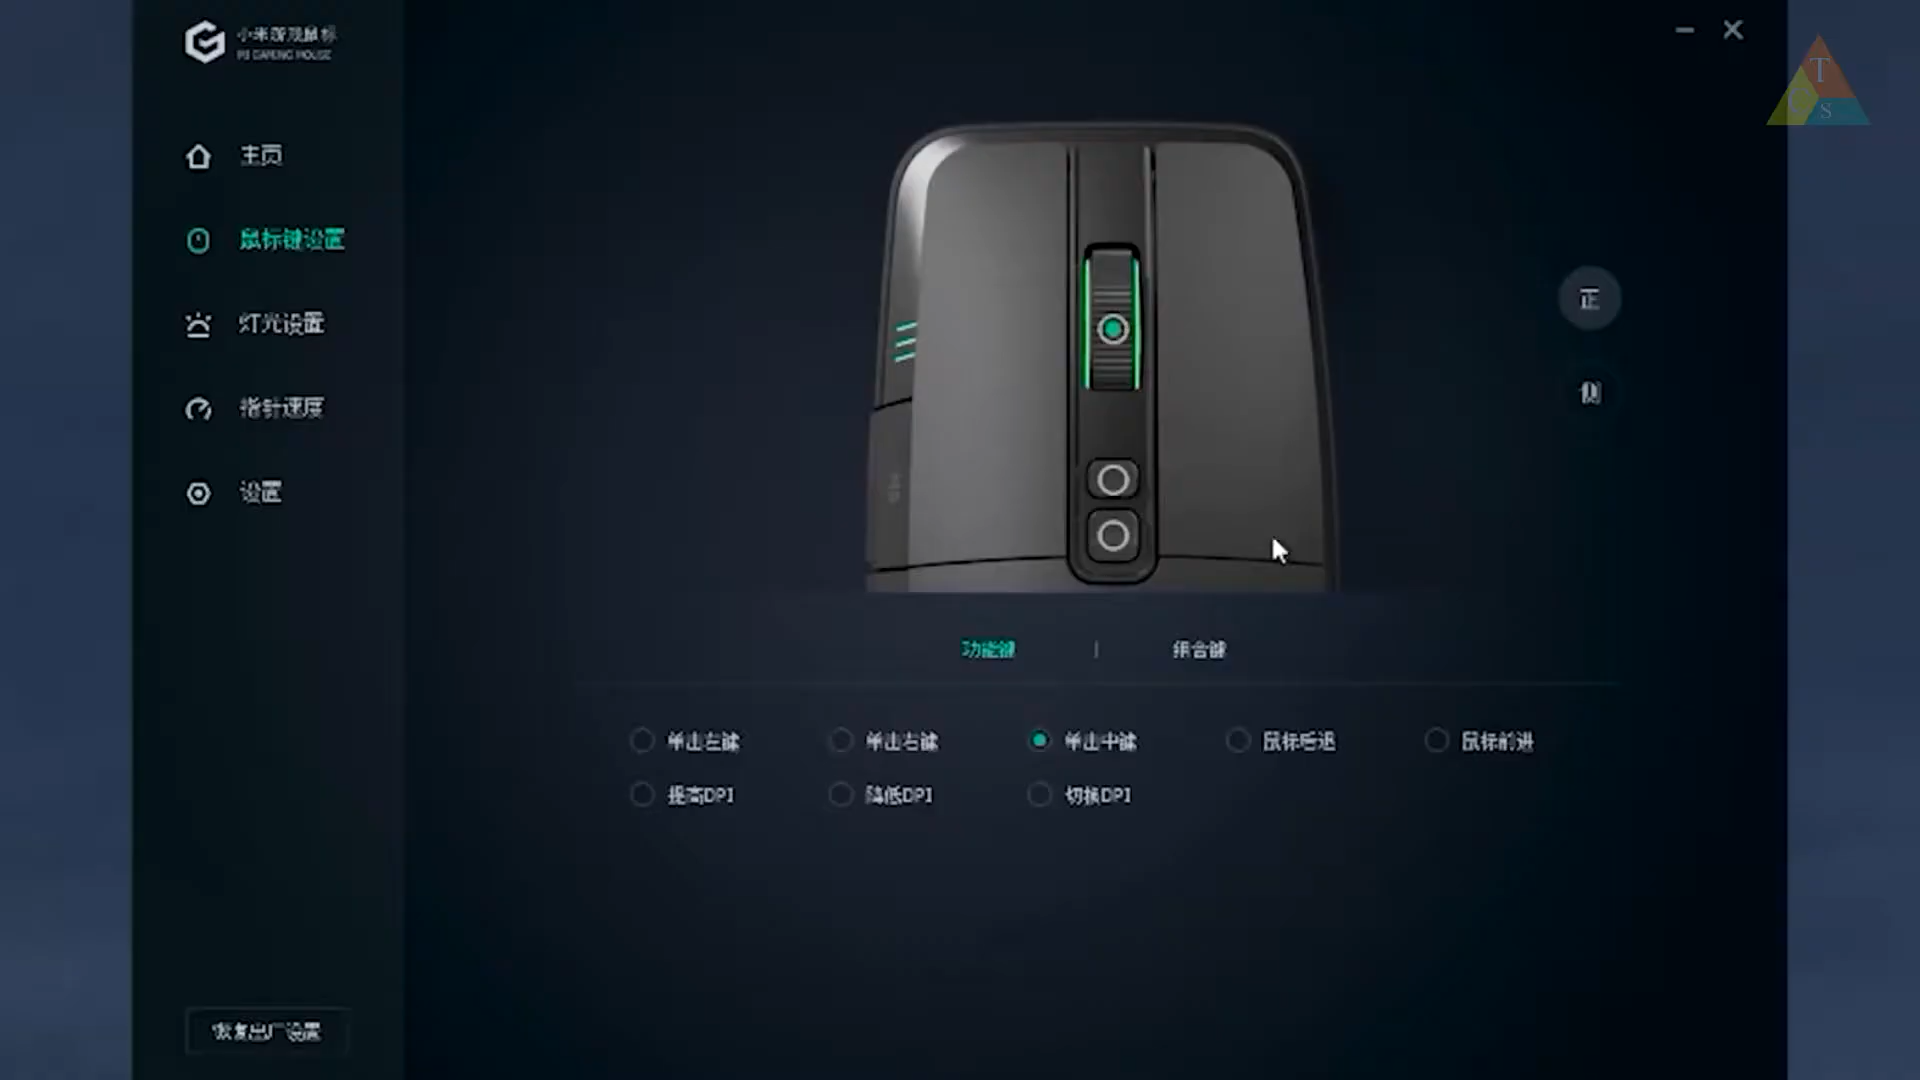 小米游戏鼠标
MI GAMING MOUSE
T
S
主页
鼠标键设置
正
灯光设置
侧
指针速度
设置
功能键 | 组合键
单击左键 单击右键 单击中键 鼠标后退 鼠标前进
提高DPI 降低DPI 切换DPI
恢复出厂设置